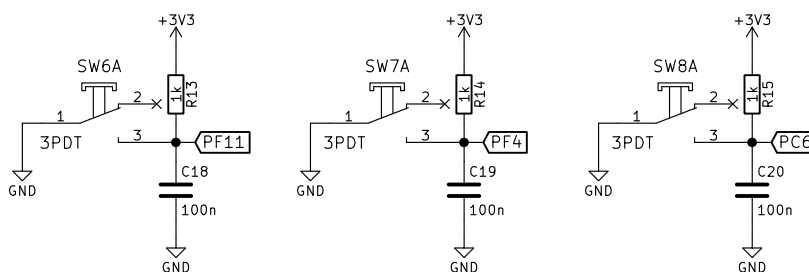 +3V3 +3V3 +3V3
SW6A SW7A SW8A
1k R13 1k R14 1k R15
2 2 2
1 1 1
3PDT 3 PF11 3PDT 3 PF4 3PDT 3 PC6
C18 C19 C20
GND GND GND
100n 100n 100n
GND GND GND